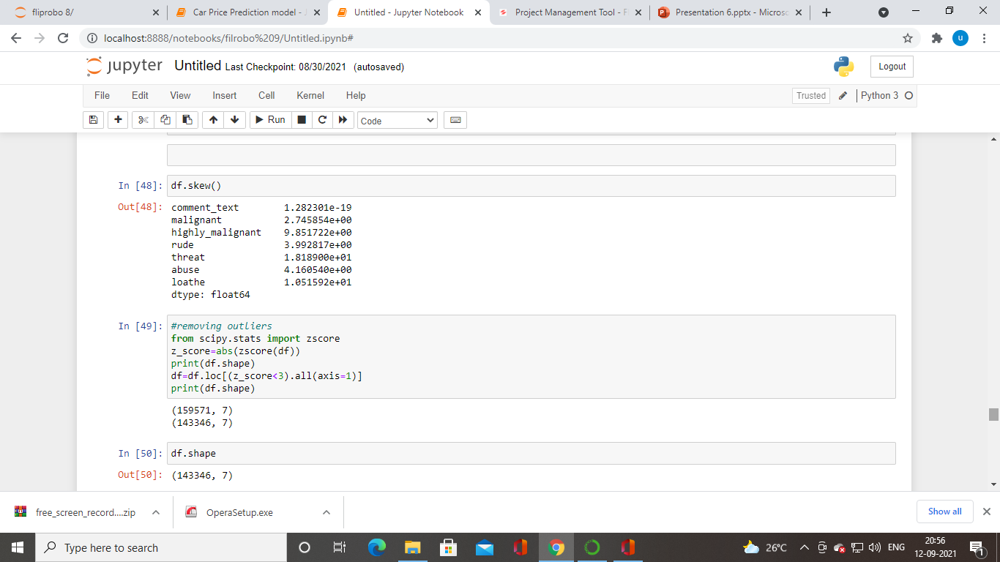 fliprobo 8/
Car Price Prediction model - J
Untitled - Jupyter Notebook
Project Management Tool - F
Presentation 6.pptx - Microsc
localhost:8888/notebooks/filrobo%209/Untitled.ipynb#
u
jupyter Untitled Last Checkpoint: 08/30/2021 (autosaved)
Logout
File Edit View Insert Cell Kernel Help
Trusted Python 3
Run Code
In [48]: df.skew()
Out[48]: comment_text 1.282301e-19
malignant 2.745854e+00
highly_malignant 9.851722e+00
rude 3.992817e+00
threat 1.818900e+01
abuse 4.160540e+00
loathe 1.051592e+01
dtype: float64
In [49]: #removing outliers
from scipy.stats import zscore
z_score=abs(zscore(df))
print(df.shape)
df=df.loc[(z_score<3).all(axis=1)]
print(df.shape)
(159571, 7)
(143346, 7)
In [50]: df.shape
Out[50]: (143346, 7)
free_screen_record....zip
OperaSetup.exe
Show all
Type here to search
26°C
ENG
20:56
12-09-2021
1